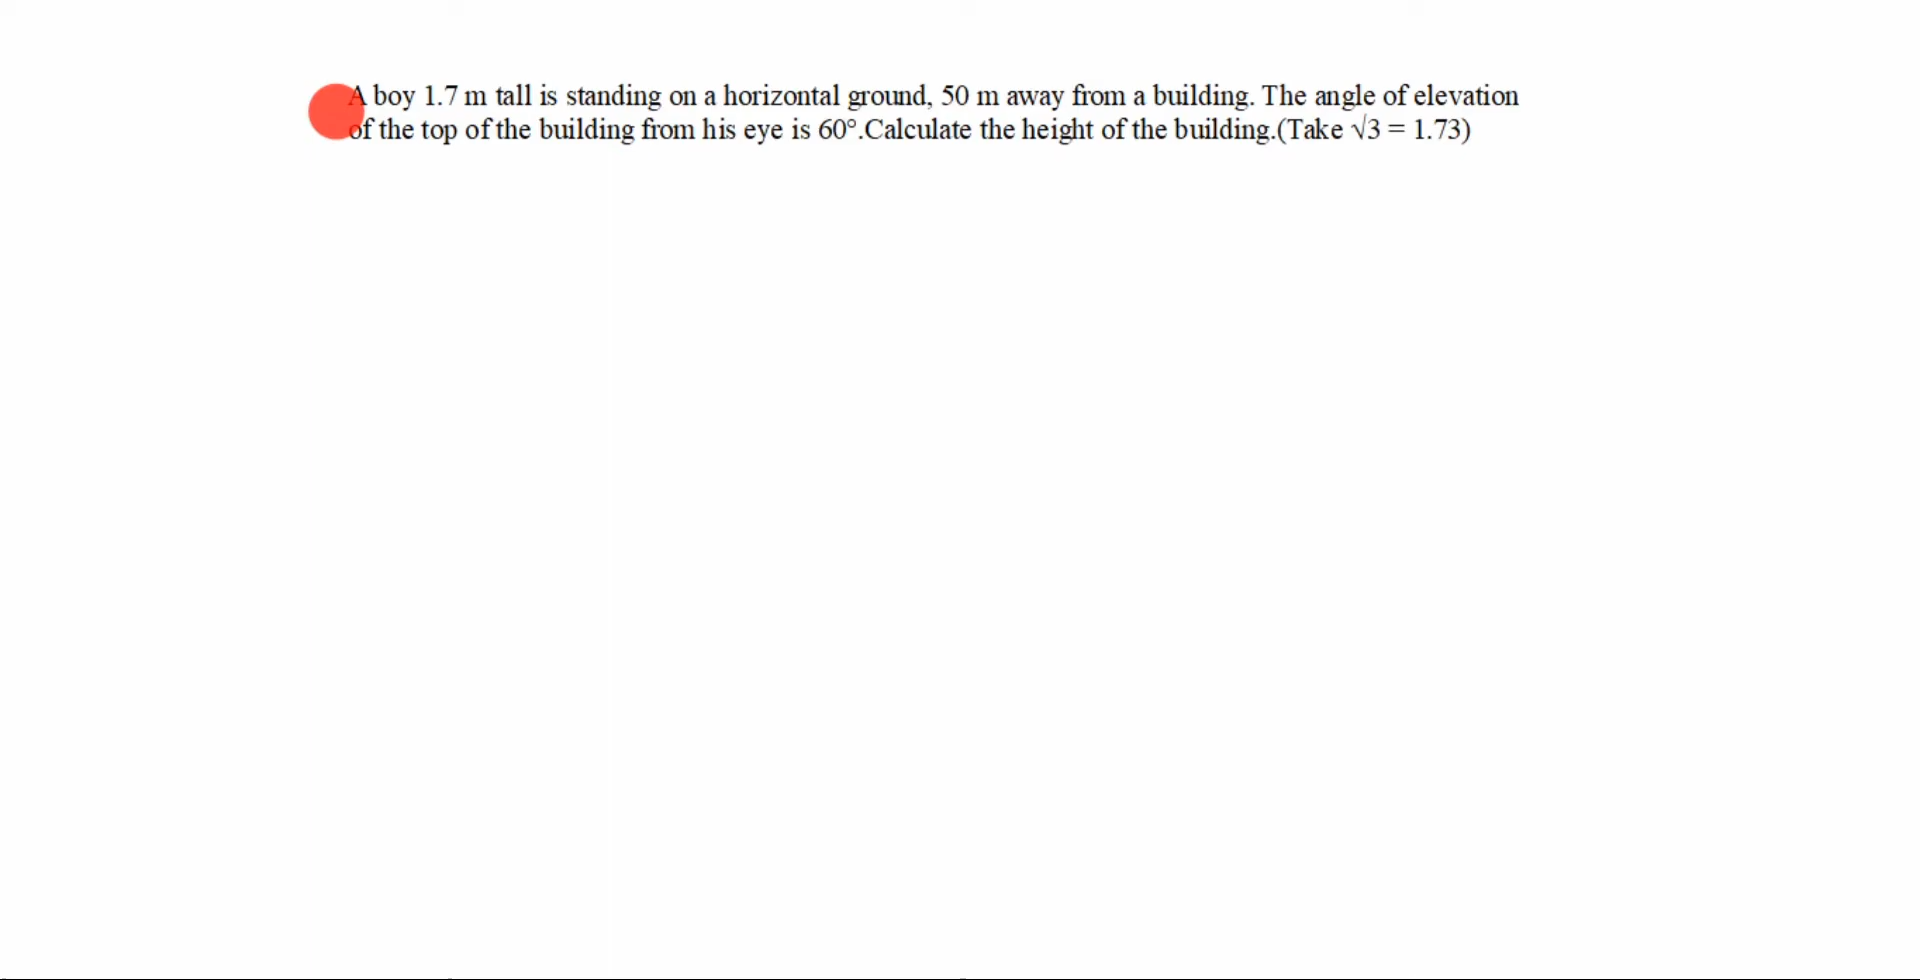 A boy 1.7 m tall is standing on a horizontal ground, 50 m away from a building. The angle of elevation
of the top of the building from his eye is 60°.Calculate the height of the building.(Take √3 = 1.73)